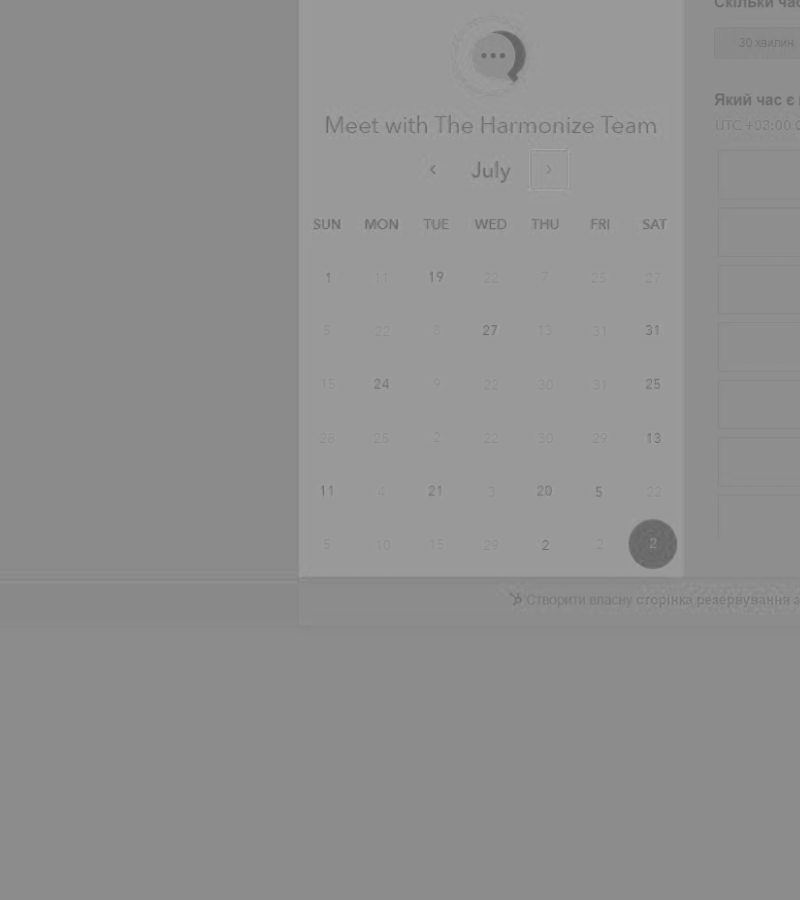 Скільки час
30 хвилин
Meet with The Harmonize Team
Який час є
UTC +03:00
July
SUN MON TUE WED THU FRI SAT
1 11 19 22 7 25 27
5 22 8 27 13 31 31
15 24 9 22 30 31 25
28 25 2 22 30 29 13
11 4 21 3 20 5 22
5 10 15 29 2 2 2
Створити власну сторінка резервування з